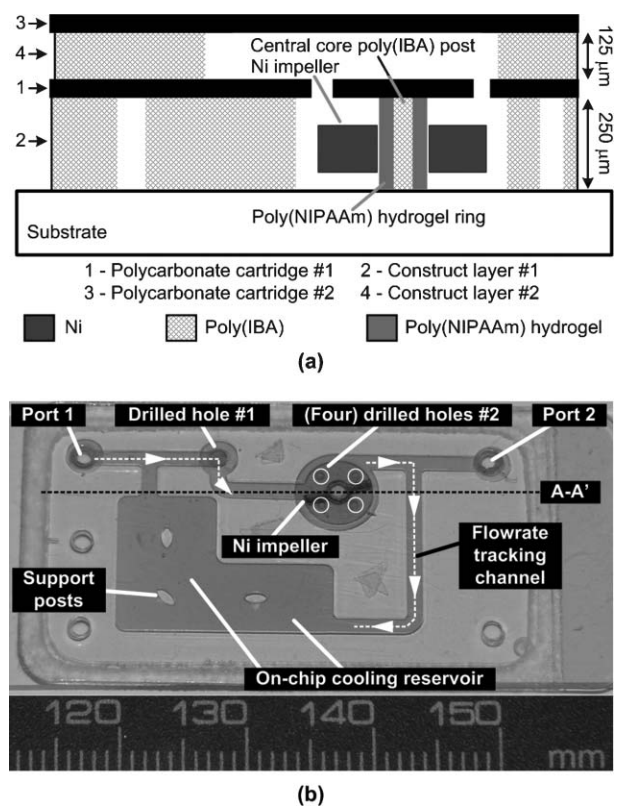 3
4
1
2
Central core poly(IBA) post
Ni impeller
125 μm
250 μm
Poly(NIPAAm) hydrogel ring
Substrate
1 - Polycarbonate cartridge #1 2 - Construct layer #1
3 - Polycarbonate cartridge #2 4 - Construct layer #2
Ni Poly(IBA) Poly(NIPAAm) hydrogel
(a)
Port 1 Drilled hole #1 (Four) drilled holes #2 Port 2
A-A'
Ni impeller
Flowrate
tracking
channel
Support
posts
On-chip cooling reservoir
120 130 140 150
mm
(b)